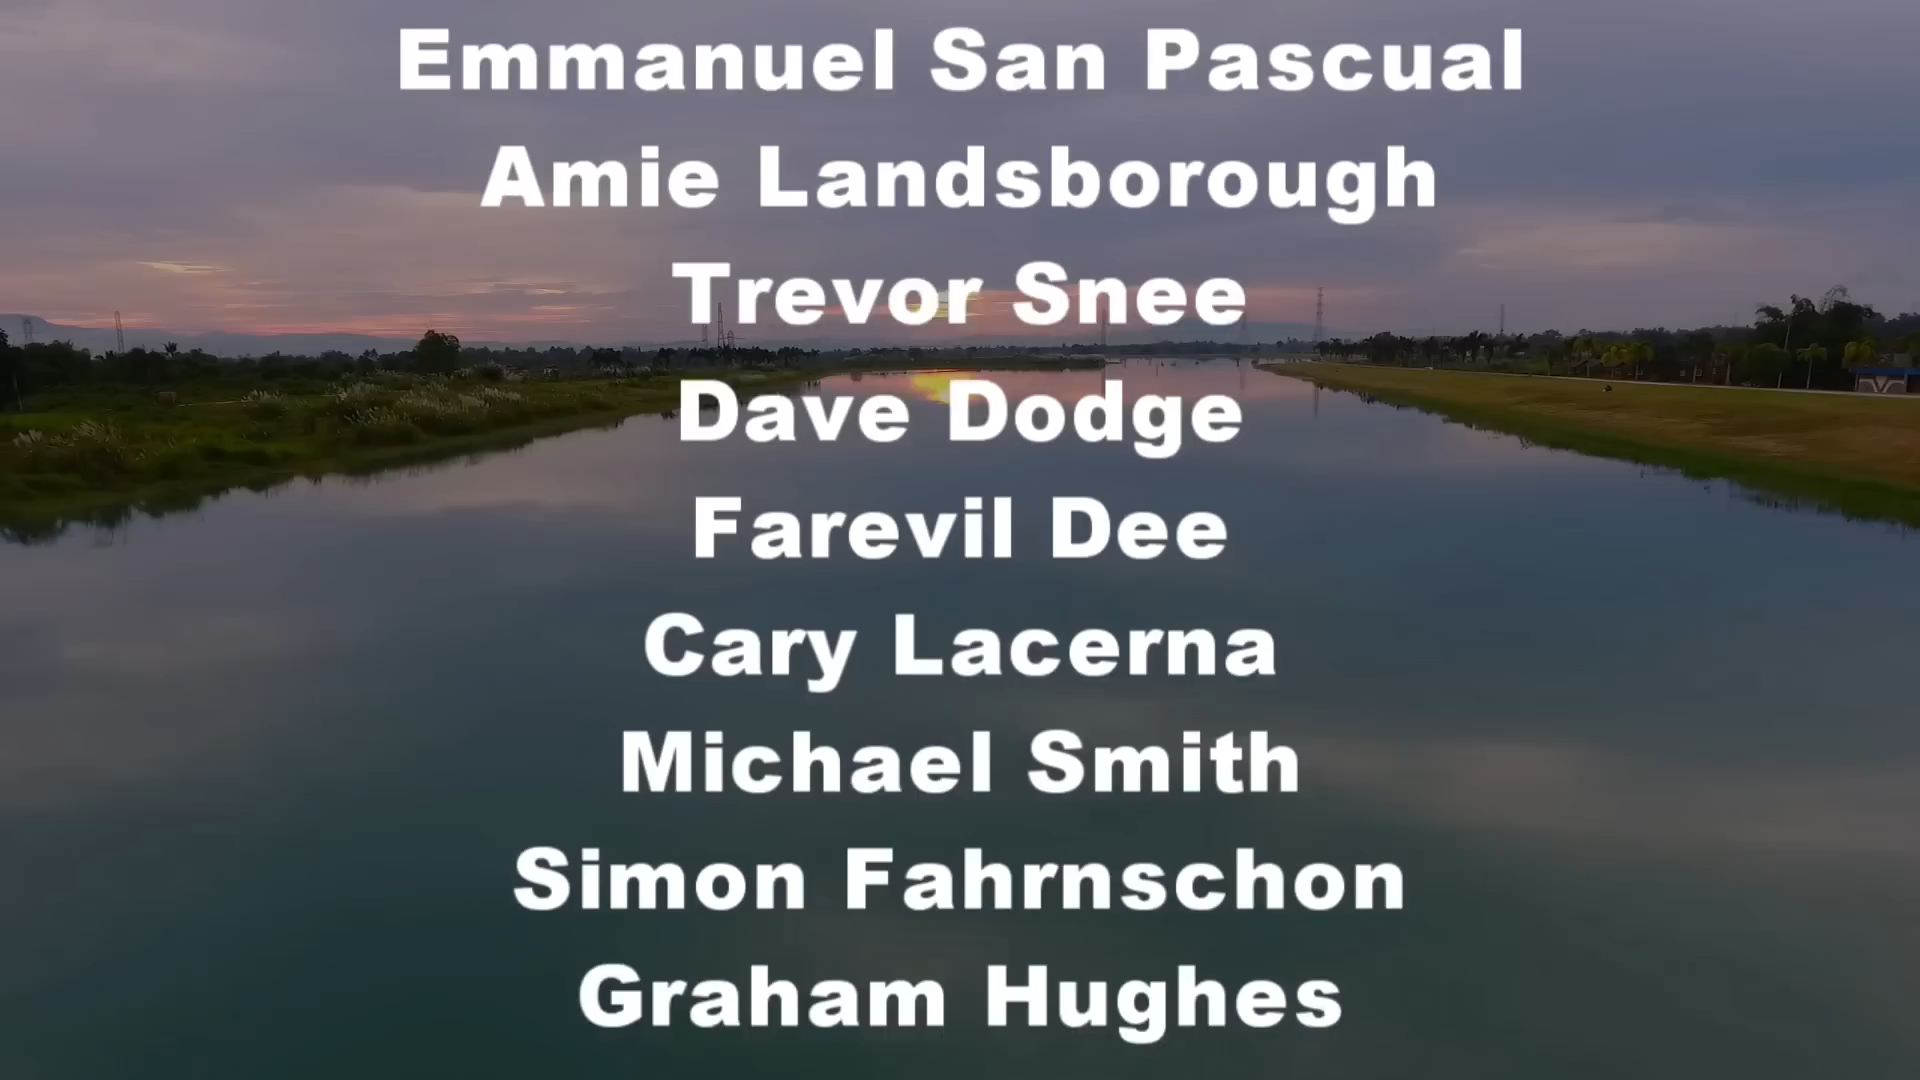 Emmanuel San Pascual
Amie Landsborough
Trevor Snee
Dave Dodge
Farevil Dee
Cary Lacerna
Michael Smith
Simon Fahrnschon
Graham Hughes